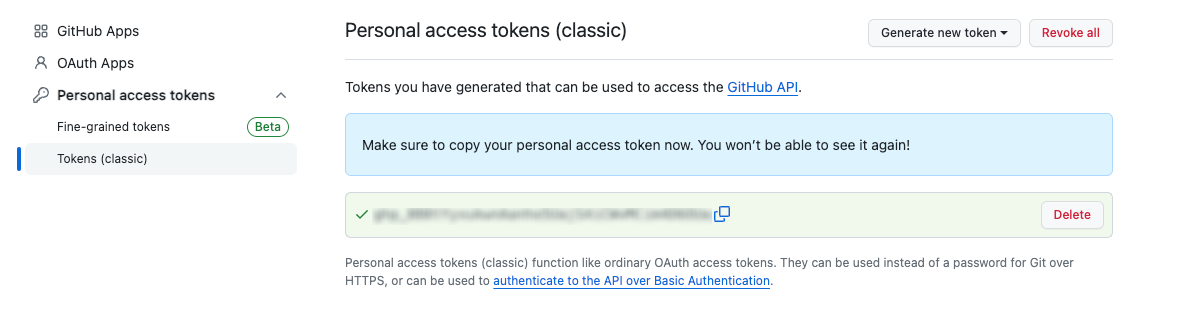 GitHub Apps
OAuth Apps
Personal access tokens
Fine-grained tokens Beta
Tokens (classic)
Personal access tokens (classic)
Generate new token
Revoke all
Tokens you have generated that can be used to access the GitHub API.
Make sure to copy your personal access token now. You won’t be able to see it again!
Delete
Personal access tokens (classic) function like ordinary OAuth access tokens. They can be used instead of a password for Git over
HTTPS, or can be used to authenticate to the API over Basic Authentication.